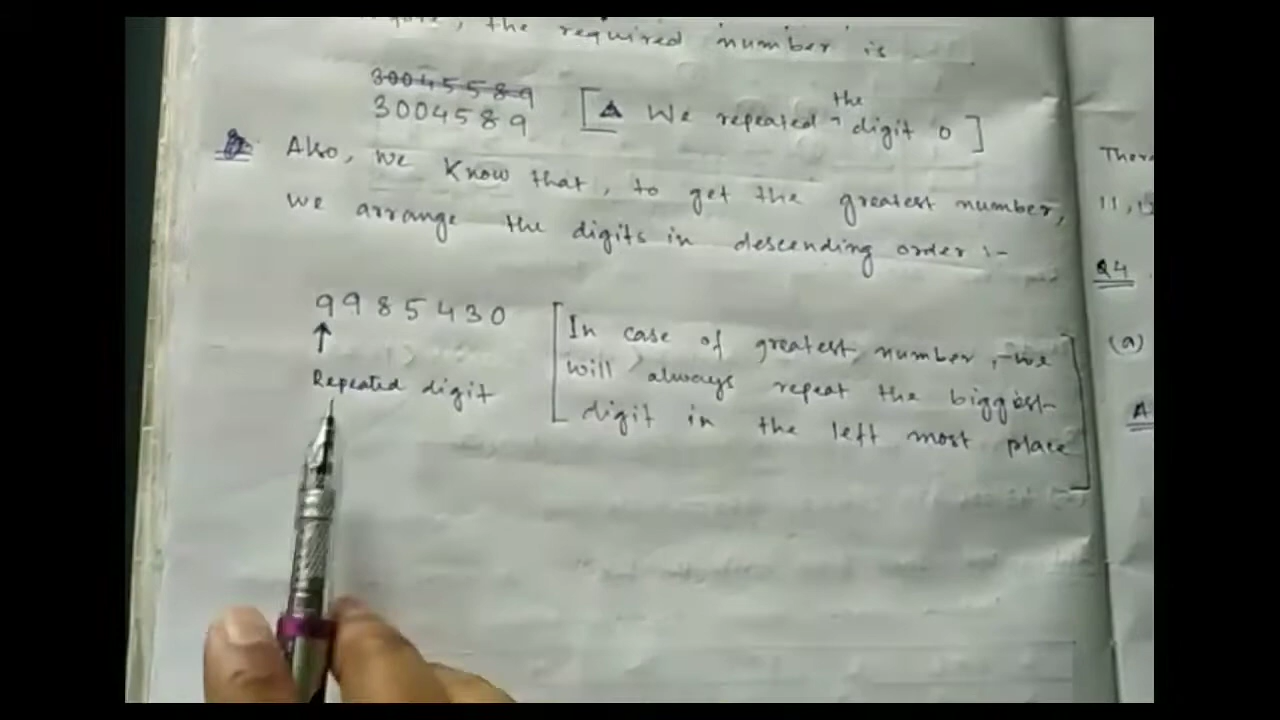 , the required number is
30045589
3004589 [ We repeated the digit 0 ]
Also, we know that, to get the greatest number,
we arrange the digits in descending order :-
9985430
Repeated digit
[In case of greatest number, we
will always repeat the biggest
digit in the left most place]
11,
Q4
(a)
A